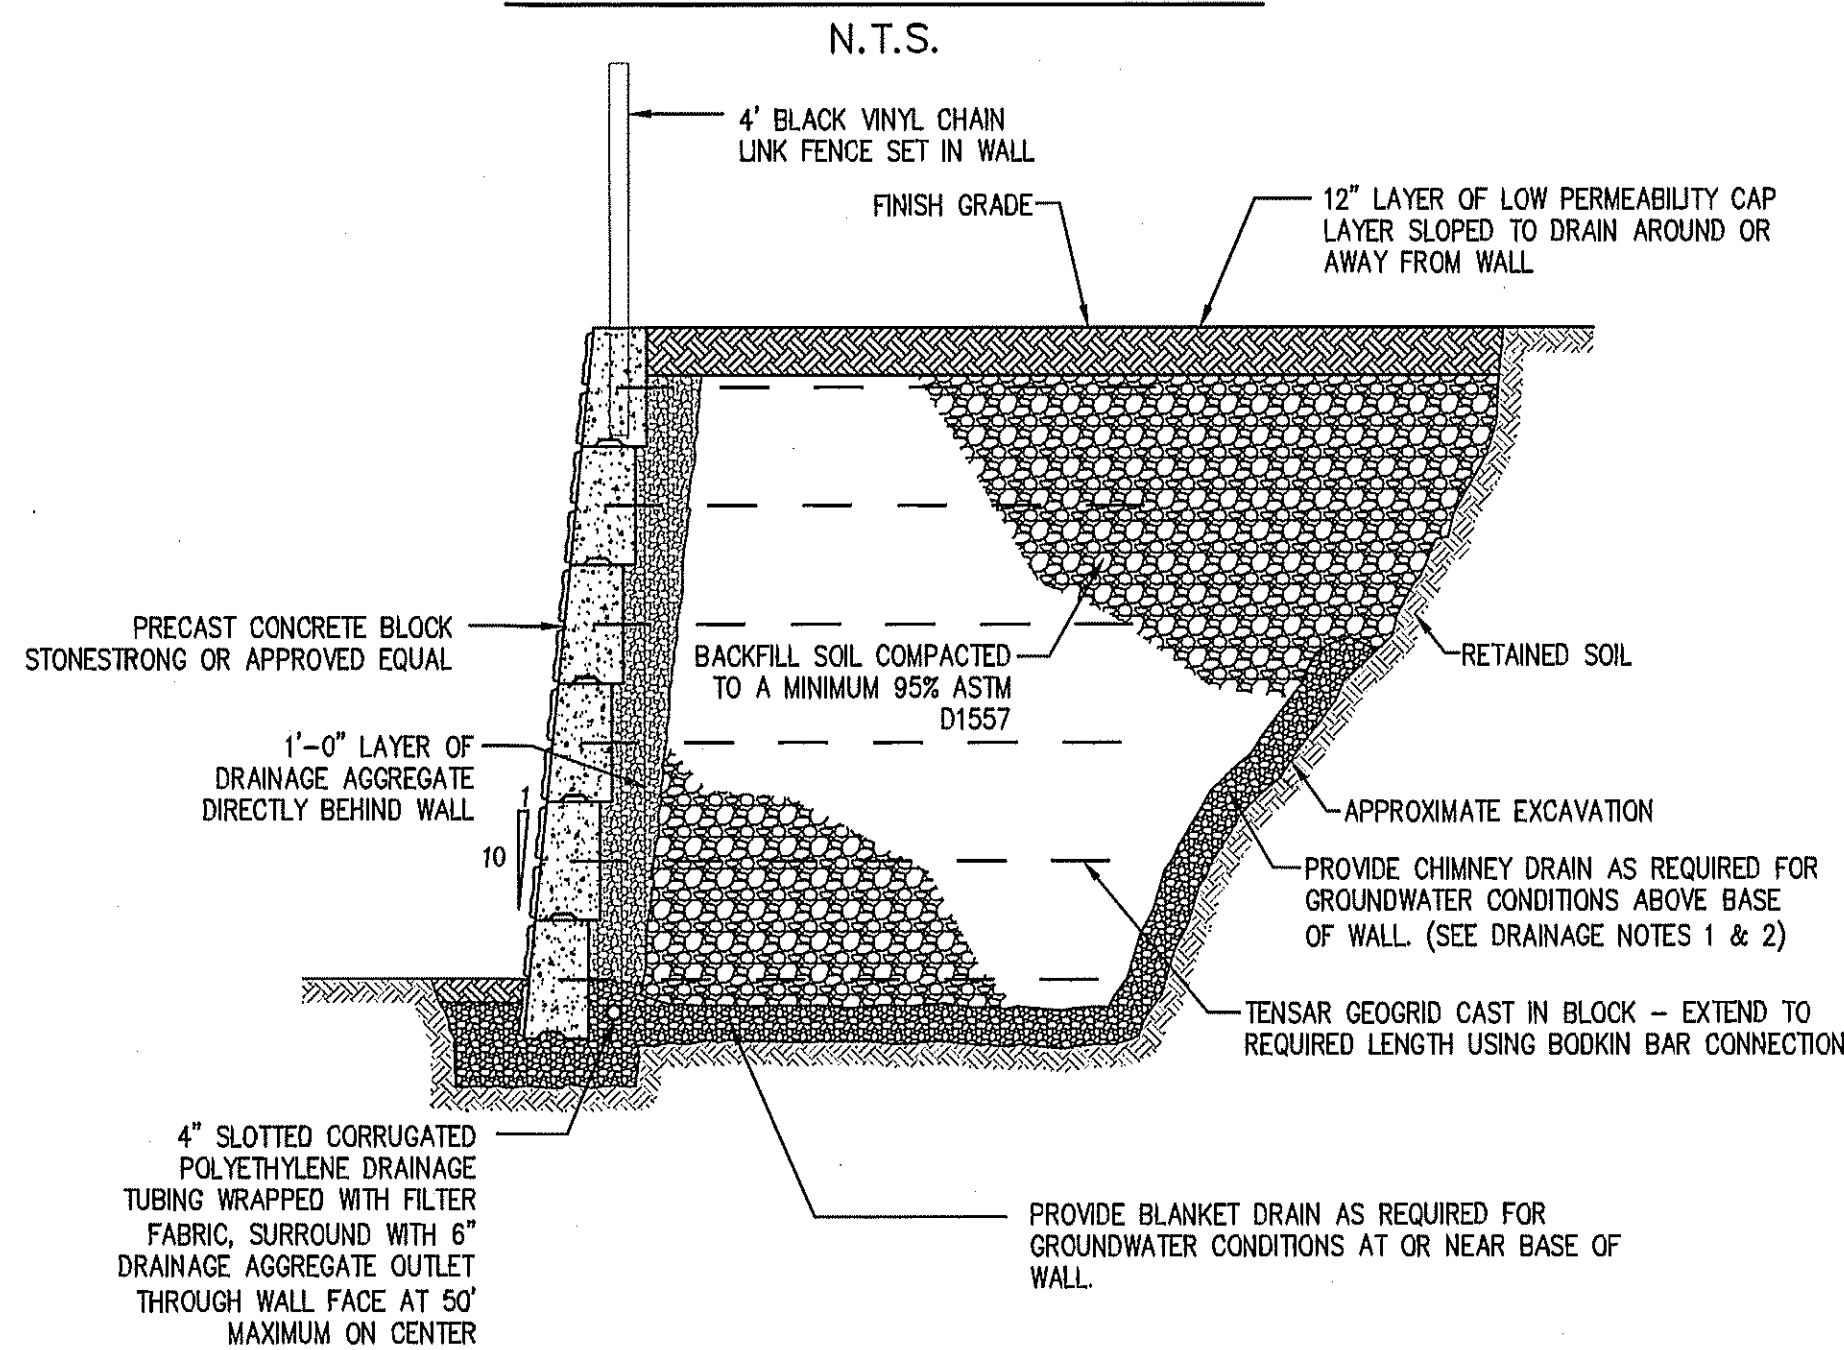 N.T.S.
4' BLACK VINYL CHAIN
LINK FENCE SET IN WALL
FINISH GRADE
12" LAYER OF LOW PERMEABILITY CAP
LAYER SLOPED TO DRAIN AROUND OR
AWAY FROM WALL
PRECAST CONCRETE BLOCK
STONESTRONG OR APPROVED EQUAL
BACKFILL SOIL COMPACTED
TO A MINIMUM 95% ASTM
D1557
RETAINED SOIL
1'-0" LAYER OF
DRAINAGE AGGREGATE
DIRECTLY BEHIND WALL
1
10
APPROXIMATE EXCAVATION
PROVIDE CHIMNEY DRAIN AS REQUIRED FOR
GROUNDWATER CONDITIONS ABOVE BASE
OF WALL. (SEE DRAINAGE NOTES 1 & 2)
TENSAR GEOGRID CAST IN BLOCK – EXTEND TO
REQUIRED LENGTH USING BODKIN BAR CONNECTION
4" SLOTTED CORRUGATED
POLYETHYLENE DRAINAGE
TUBING WRAPPED WITH FILTER
FABRIC, SURROUND WITH 6"
DRAINAGE AGGREGATE OUTLET
THROUGH WALL FACE AT 50'
MAXIMUM ON CENTER
PROVIDE BLANKET DRAIN AS REQUIRED FOR
GROUNDWATER CONDITIONS AT OR NEAR BASE OF
WALL.